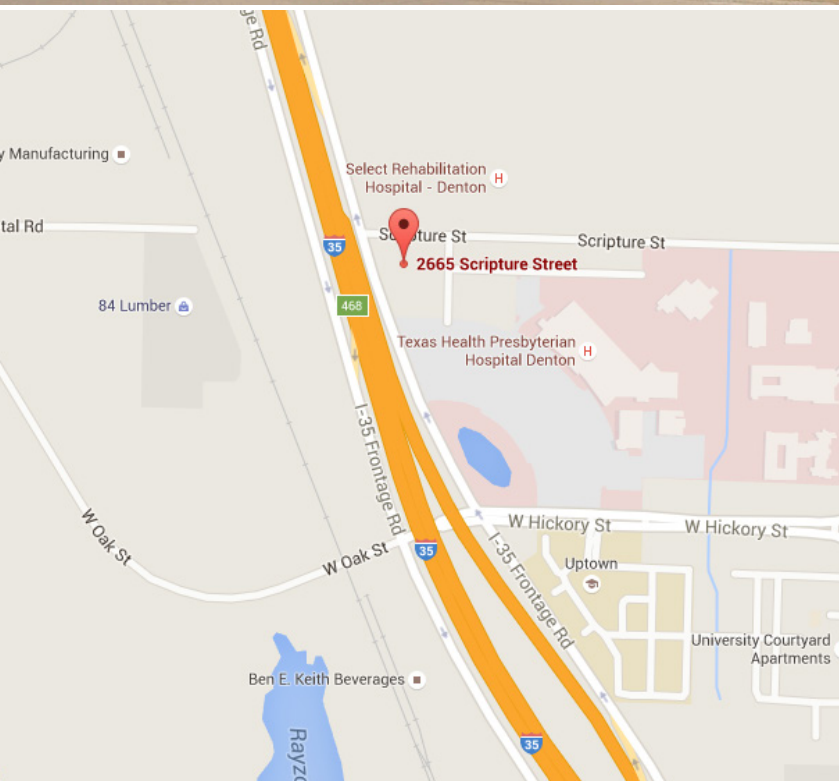 ge Rd
y Manufacturing
Select Rehabilitation
Hospital - Denton
H
tal Rd
Scripture St
Scripture St
35
2665 Scripture Street
84 Lumber
468
Texas Health Presbyterian
Hospital Denton
H
I-35 Frontage Rd
W Oak St
W Oak St
35
W Hickory St
W Hickory St
I-35 Frontage Rd
Uptown
University Courtyard
Apartments
Ben E. Keith Beverages
Rayzo
35